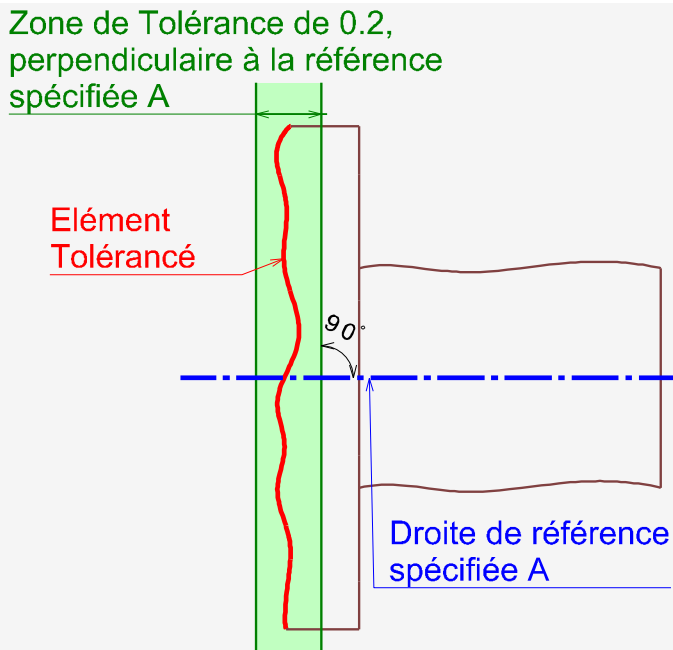 Zone de Tolérance de 0.2,
perpendiculaire à la référence
spécifiée A
Elément
Tolérancé
90°
Droite de référence
spécifiée A